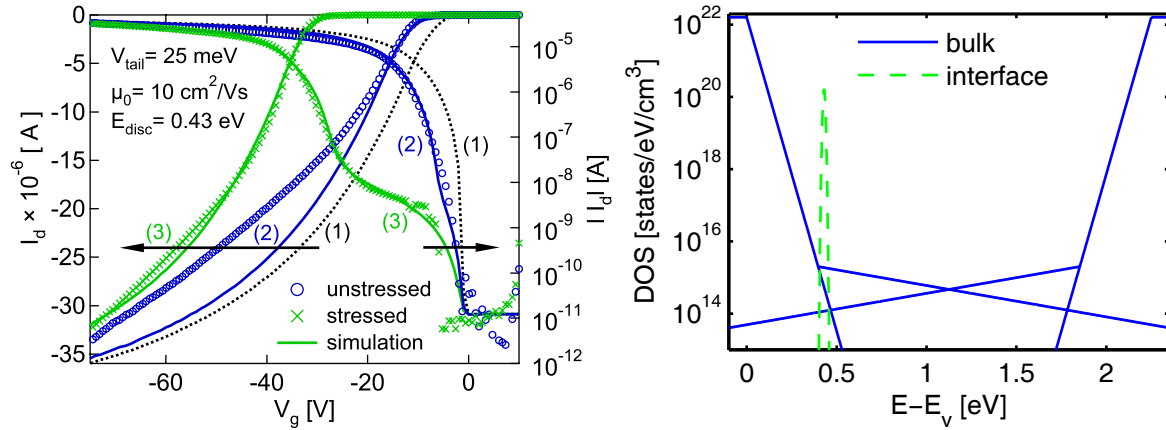 V_tail = 25 meV
μ_0 = 10 cm^2/Vs
E_disc = 0.43 eV
(1)
(2)
(3)
(3)
(2)
(1)
unstressed
stressed
simulation
0
-5
-10
-15
-20
-25
-30
-35
I_d × 10^-6 [ A ]
10^-5
10^-6
10^-7
10^-8
10^-9
10^-10
10^-11
10^-12
| I_d| [A]
-60
-40
-20
0
V_g [V]
bulk
interface
10^22
10^20
10^18
10^16
10^14
DOS [states/eV/cm^3]
0
0.5
1
1.5
2
E−E_v [eV]